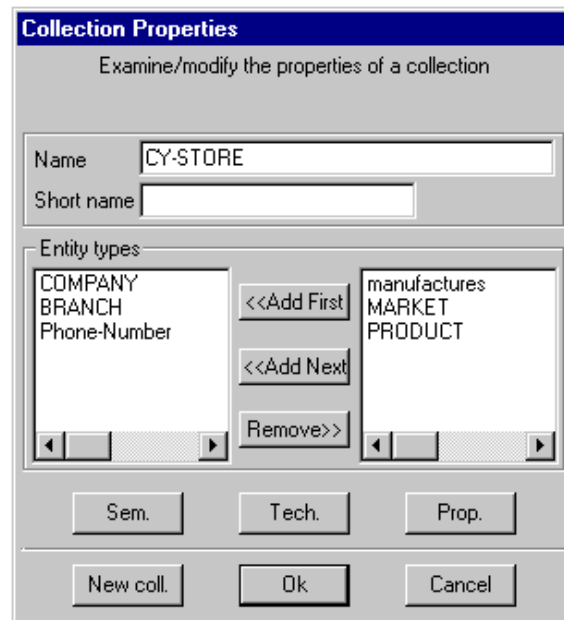 Collection Properties
Examine/modify the properties of a collection
Name CY-STORE
Short name
Entity types
COMPANY
BRANCH
Phone-Number
<<Add First
<<Add Next
Remove>>
manufactures
MARKET
PRODUCT
Sem. Tech. Prop.
New coll. Ok Cancel